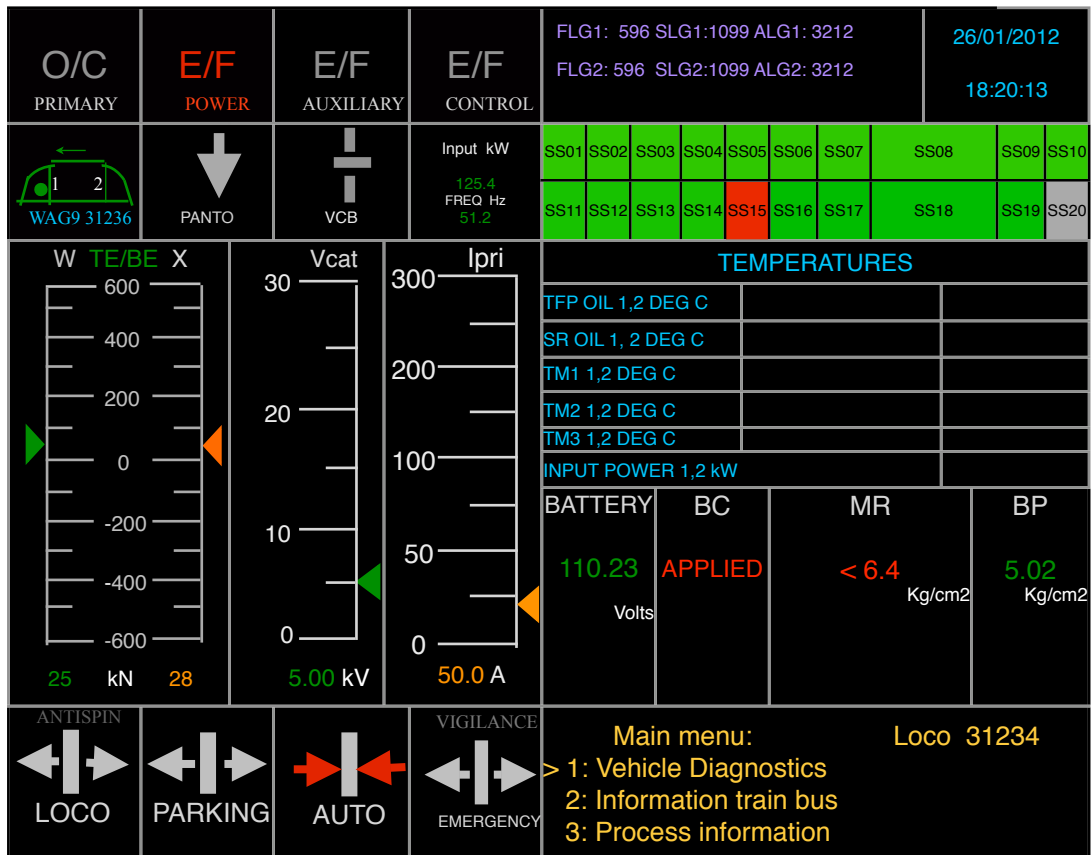 O/C E/F E/F E/F
PRIMARY POWER AUXILIARY CONTROL
FLG1: 596 SLG1:1099 ALG1: 3212
FLG2: 596 SLG2:1099 ALG2: 3212
26/01/2012
18:20:13
1 2
WAG9 31236
PANTO
VCB
Input kW
125.4
FREQ Hz
51.2
SS01 SS02 SS03 SS04 SS05 SS06 SS07 SS08 SS09 SS10
SS11 SS12 SS13 SS14 SS15 SS16 SS17 SS18 SS19 SS20
W TE/BE X
600
400
200
0
-200
-400
-600
25 kN 28
Vcat
30
20
10
0
5.00 kV
Ipri
300
200
100
50
0
50.0 A
TEMPERATURES
TFP OIL 1,2 DEG C
SR OIL 1, 2 DEG C
TM1 1,2 DEG C
TM2 1,2 DEG C
TM3 1,2 DEG C
INPUT POWER 1,2 kW
BATTERY BC MR BP
110.23 APPLIED < 6.4 5.02
Volts Kg/cm2 Kg/cm2
ANTISPIN
LOCO
PARKING
AUTO
VIGILANCE
EMERGENCY
Main menu: Loco 31234
> 1: Vehicle Diagnostics
2: Information train bus
3: Process information